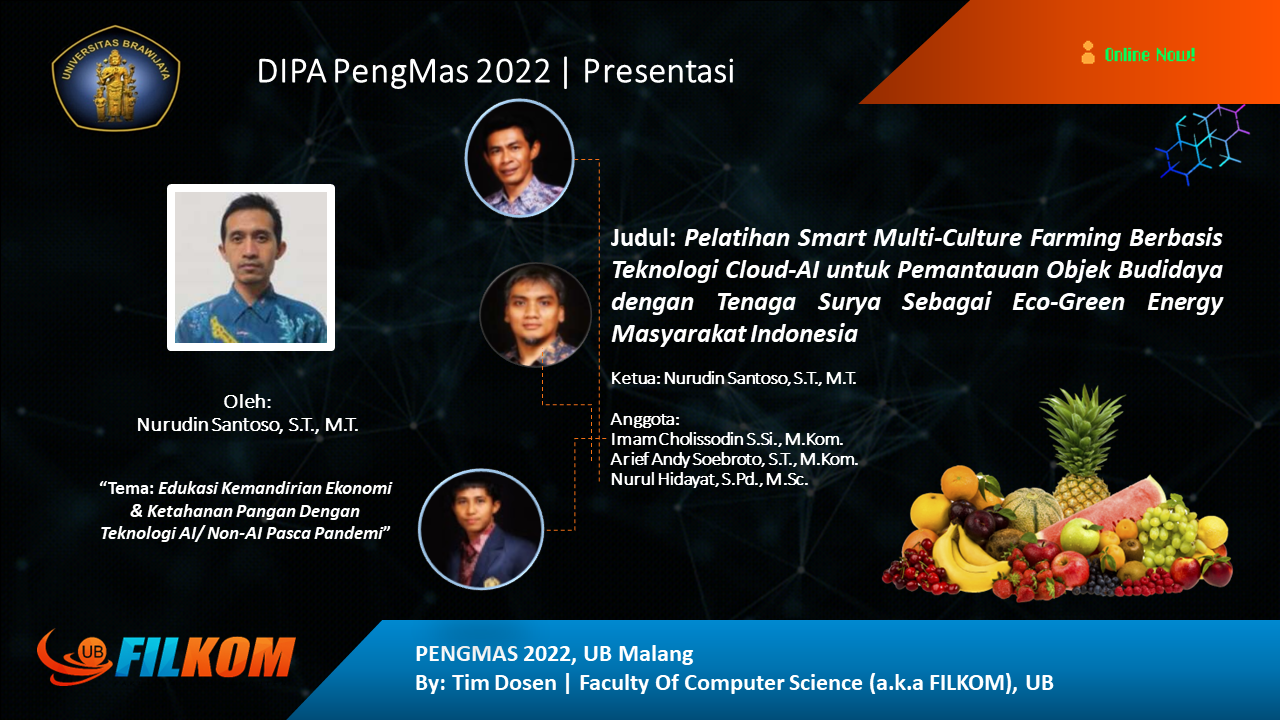 UNIVERSITAS BRAWIJAYA
DIPA PengMas 2022 | Presentasi
Online Now!
Judul: Pelatihan Smart Multi-Culture Farming Berbasis
Teknologi Cloud-AI untuk Pemantauan Objek Budidaya
dengan Tenaga Surya Sebagai Eco-Green Energy
Masyarakat Indonesia
Ketua: Nurudin Santoso, S.T., M.T.
Anggota:
Imam Cholissodin S.Si., M.Kom.
Arief Andy Soebroto, S.T., M.Kom.
Nurul Hidayat, S.Pd., M.Sc.
Oleh:
Nurudin Santoso, S.T., M.T.
“Tema: Edukasi Kemandirian Ekonomi
& Ketahanan Pangan Dengan
Teknologi AI/ Non-AI Pasca Pandemi”
UB FILKOM
PENGMAS 2022, UB Malang
By: Tim Dosen | Faculty Of Computer Science (a.k.a FILKOM), UB